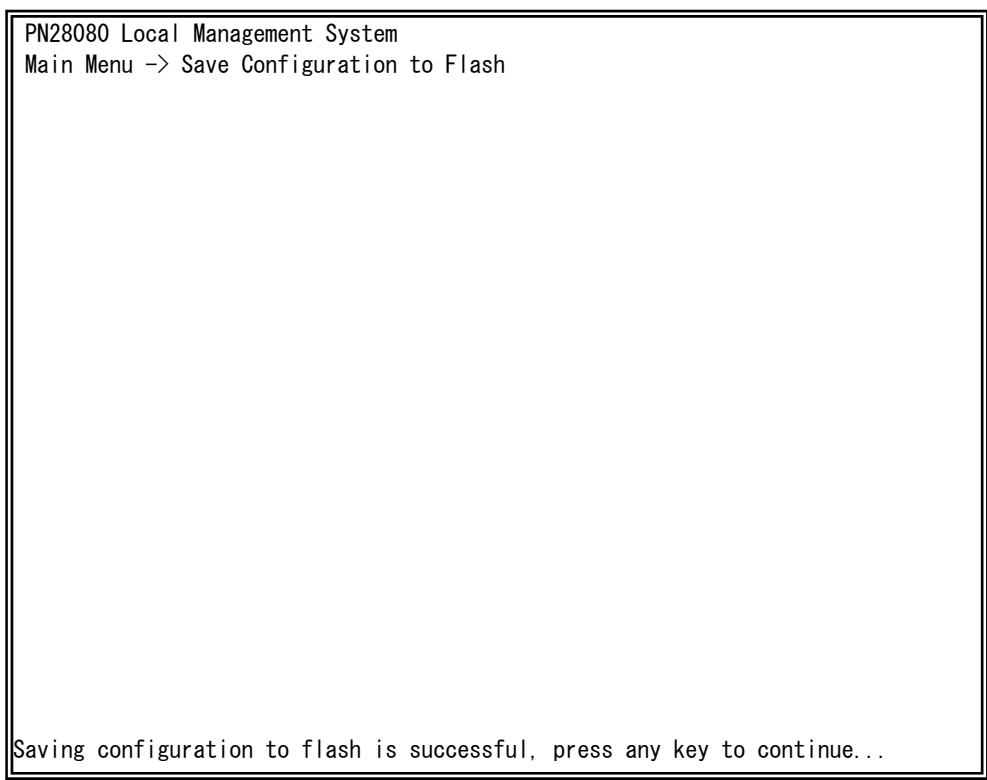 PN28080 Local Management System
Main Menu -> Save Configuration to Flash
Saving configuration to flash is successful, press any key to continue...